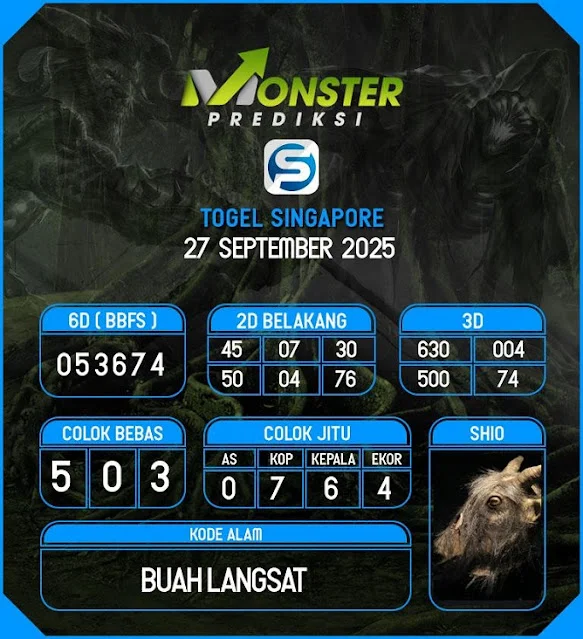 MONSTER
PREDIKSI
S
TOGEL SINGAPORE
27 SEPTEMBER 2025
6D ( BBFS )
053674
2D BELAKANG
45 07 30
50 04 76
3D
630 004
500 74
COLOK BEBAS
5 0 3
COLOK JITU
AS KOP KEPALA EKOR
0 7 6 4
SHIO
KODE ALAM
BUAH LANGSAT